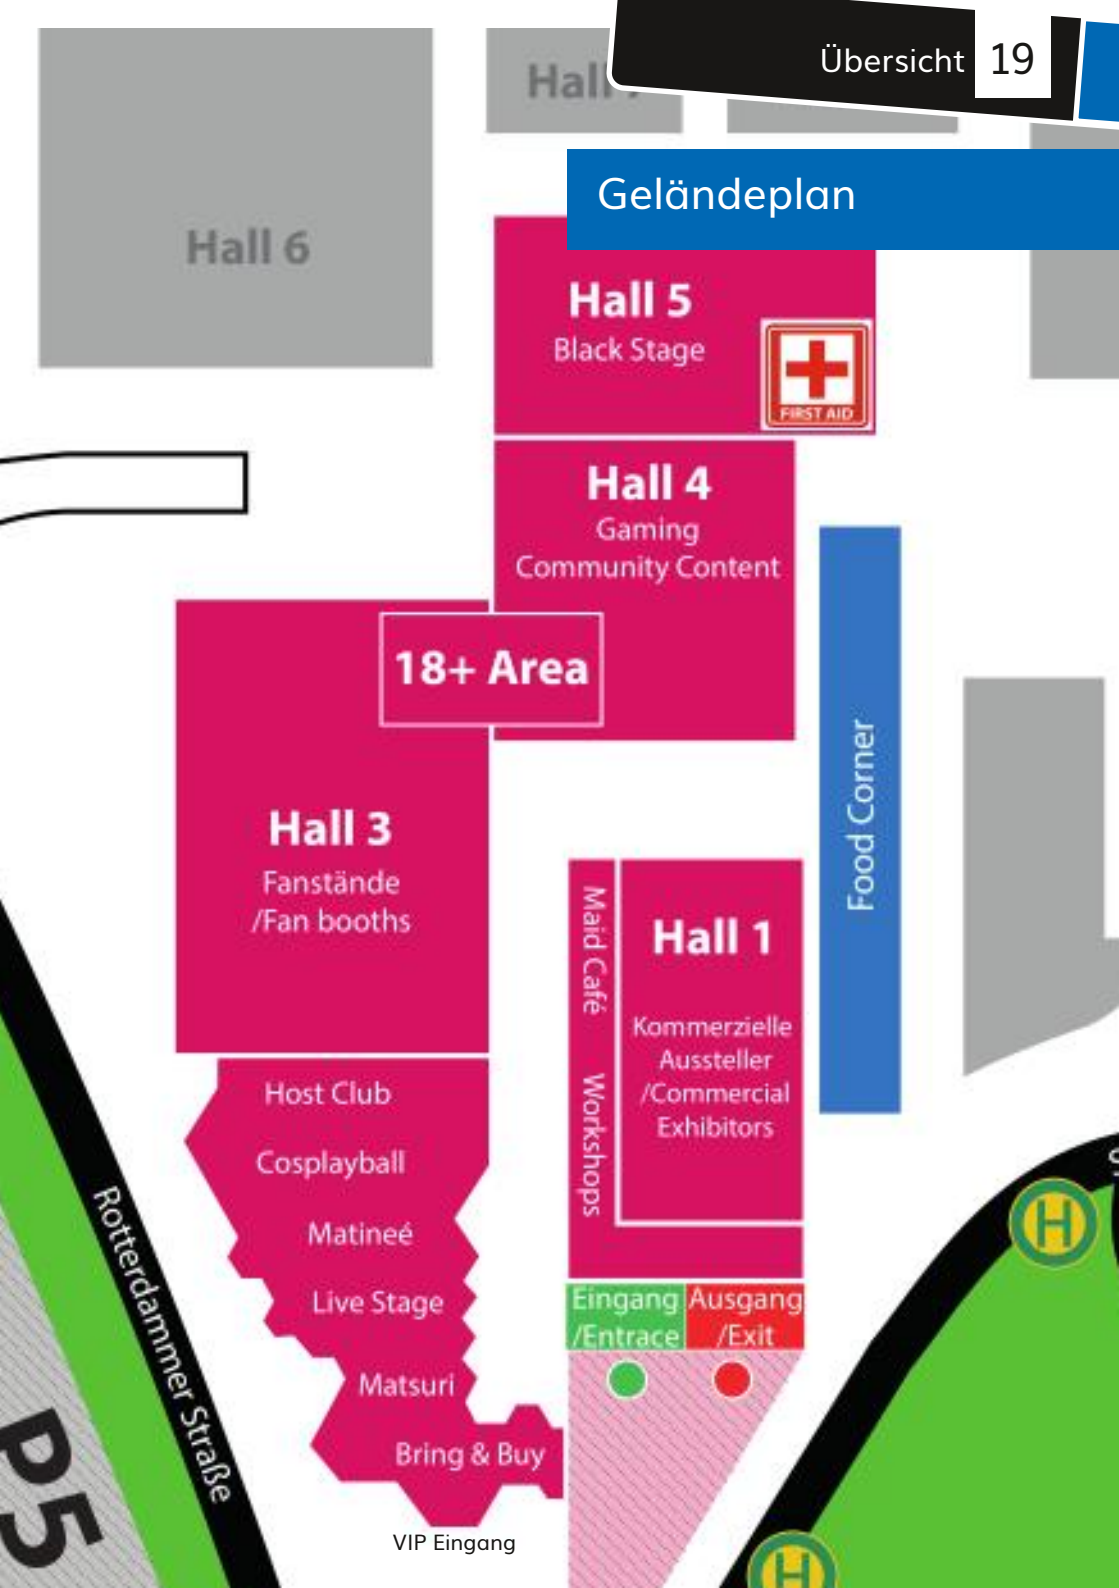 Übersicht 19
Geländeplan
Hall
Hall 6
Hall 5
Black Stage
FIRST AID
Hall 4
Gaming
Community Content
18+ Area
Food Corner
Hall 3
Fanstände
/Fan booths
Maid Café
Workshops
Hall 1
Kommerzielle
Aussteller
/Commercial
Exhibitors
Host Club
Cosplayball
Matineé
Live Stage
Matsuri
Bring & Buy
VIP Eingang
Eingang
/Entrace
Ausgang
/Exit
Rotterdammer Straße
P5
H
H